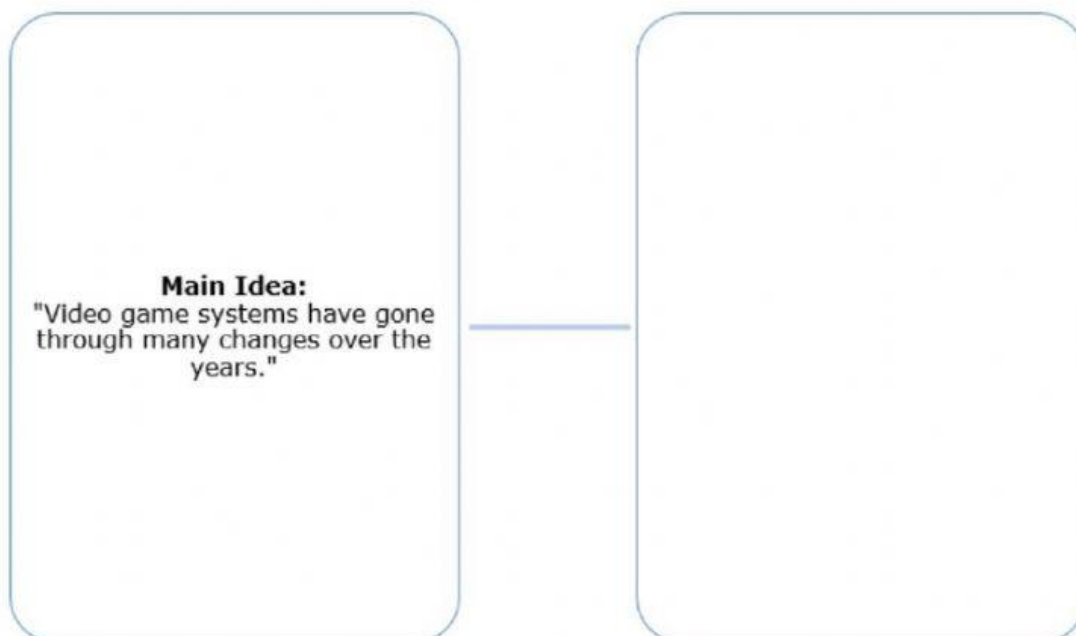 Main Idea:
"Video game systems have gone
through many changes over the
years."